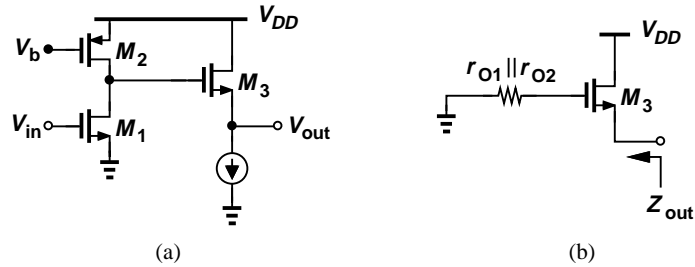 V_DD
V_b
M_2
M_3
V_in
M_1
V_out
(a)
V_DD
r_O1 || r_O2
M_3
Z_out
(b)